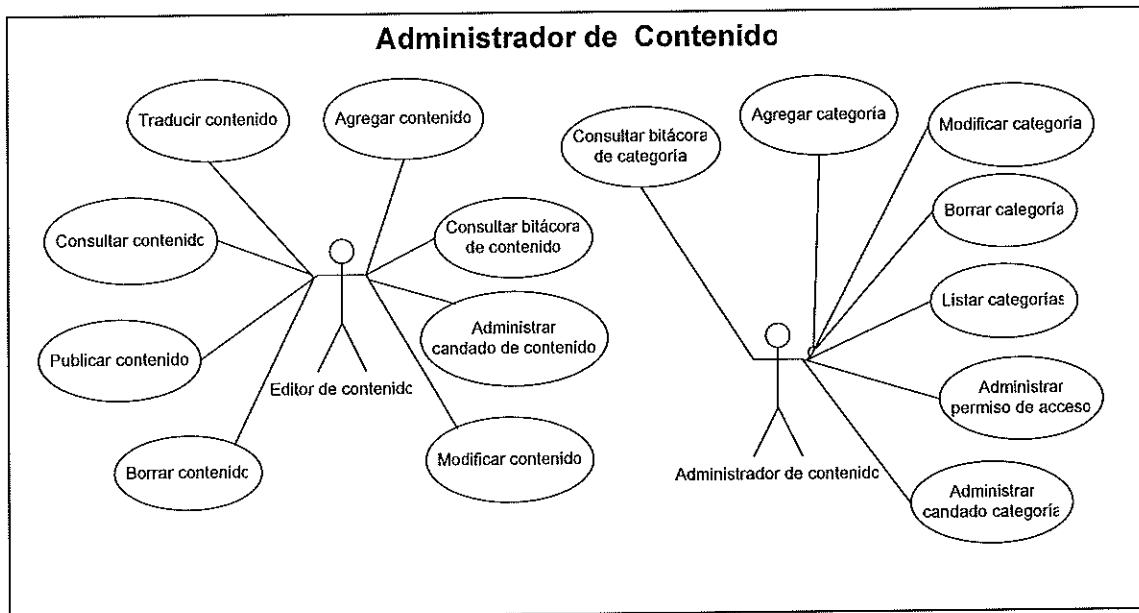 Administrador de Contenido
Traducir contenido
Agregar contenido
Consultar contenido
Consultar bitácora
de contenido
Publicar contenido
Administrar
candado de contenido
Editor de contenido
Borrar contenido
Modificar contenido
Consultar bitácora
de categoría
Agregar categoría
Modificar categoría
Borrar categoría
Listar categorías
Administrar
permiso de acceso
Administrador de contenido
Administrar
candado categoría